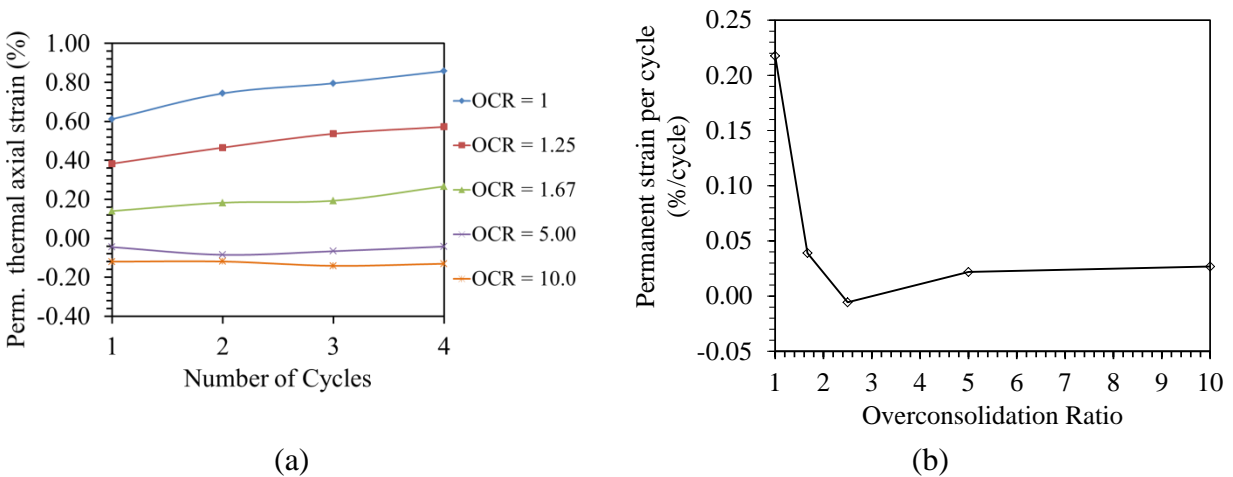 Perm. thermal axial strain (%)
1.00
0.80
0.60
0.40
0.20
0.00
-0.20
-0.40
1 2 3 4
Number of Cycles
OCR = 1
OCR = 1.25
OCR = 1.67
OCR = 5.00
OCR = 10.0
(a)
Permanent strain per cycle
(%/cycle)
0.25
0.20
0.15
0.10
0.05
0.00
-0.05
1 2 3 4 5 6 7 8 9 10
Overconsolidation Ratio
(b)